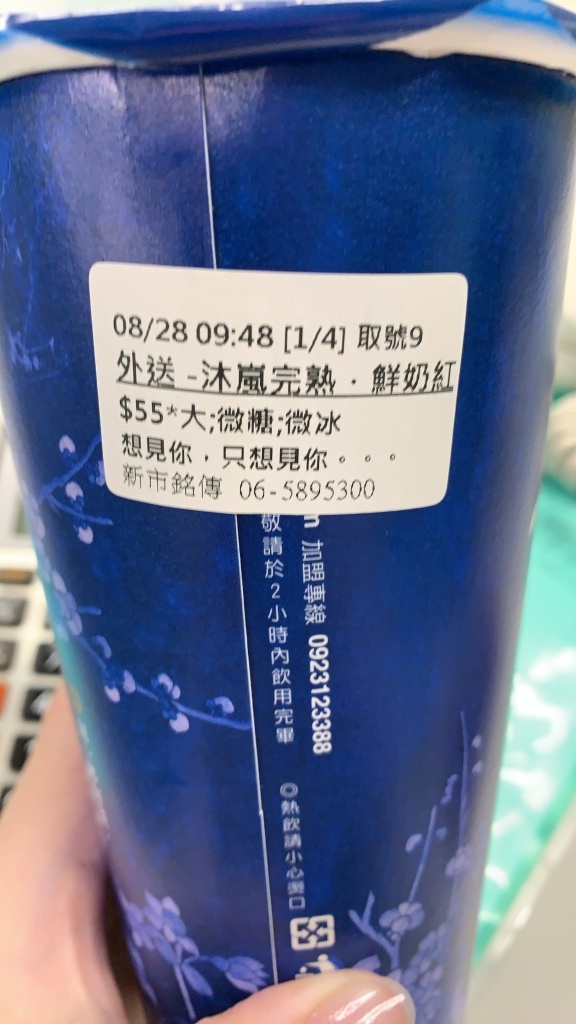 08/28 09:48 [1/4] 取號9
外送 -沐嵐完熟．鮮奶紅
$55*大;微糖;微冰
想見你，只想見你。。。
新市銘傳 06-5895300
加盟專線 0923123388
敬請於2小時內飲用完畢
◎熱飲請小心燙口